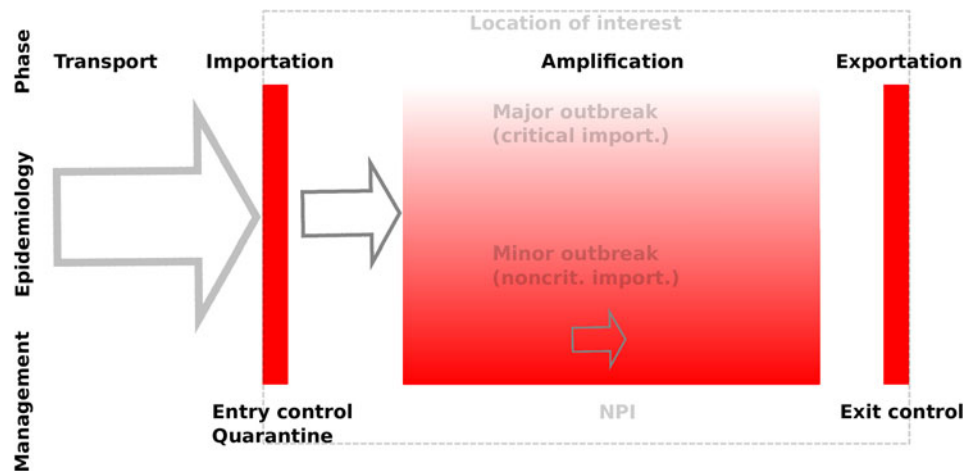 Location of interest
Phase
Transport
Importation
Amplification
Exportation
Epidemiology
Major outbreak
(critical import.)
Minor outbreak
(noncrit. import.)
Management
Entry control
Quarantine
NPI
Exit control